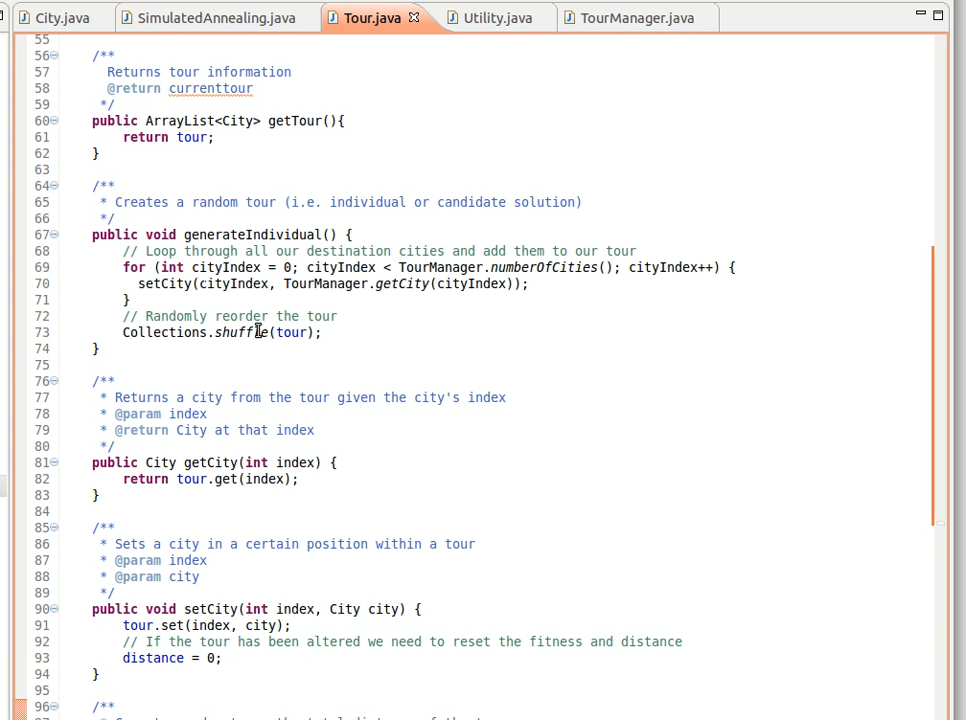 City.java SimulatedAnnealing.java Tour.java Utility.java TourManager.java
55
56 /**
57 Returns tour information
58 @return currenttour
59 */
60 public ArrayList<City> getTour(){
61 return tour;
62 }
63
64 /**
65 * Creates a random tour (i.e. individual or candidate solution)
66 */
67 public void generateIndividual() {
68 // Loop through all our destination cities and add them to our tour
69 for (int cityIndex = 0; cityIndex < TourManager.numberOfCities(); cityIndex++) {
70 setCity(cityIndex, TourManager.getCity(cityIndex));
71 }
72 // Randomly reorder the tour
73 Collections.shuffle(tour);
74 }
75
76 /**
77 * Returns a city from the tour given the city's index
78 * @param index
79 * @return City at that index
80 */
81 public City getCity(int index) {
82 return tour.get(index);
83 }
84
85 /**
86 * Sets a city in a certain position within a tour
87 * @param index
88 * @param city
89 */
90 public void setCity(int index, City city) {
91 tour.set(index, city);
92 // If the tour has been altered we need to reset the fitness and distance
93 distance = 0;
94 }
95
96 /**